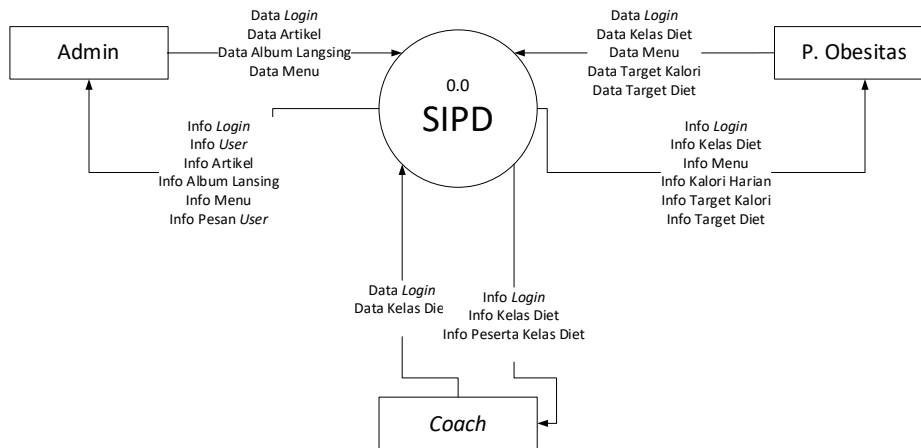 Admin
Data Login
Data Artikel
Data Album Langsing
Data Menu
0.0
SIPD
Data Login
Data Kelas Diet
Data Menu
Data Target Kalori
Data Target Diet
P. Obesitas
Info Login
Info User
Info Artikel
Info Album Lansing
Info Menu
Info Pesan User
Info Login
Info Kelas Diet
Info Menu
Info Kalori Harian
Info Target Kalori
Info Target Diet
Data Login
Data Kelas Die
Info Login
Info Kelas Diet
Info Peserta Kelas Diet
Coach